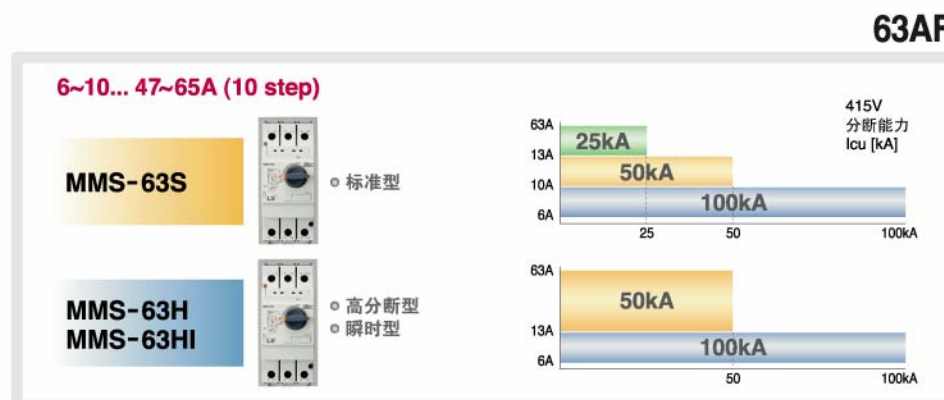 63AF
6~10... 47~65A (10 step)
MMS-63S
标准型
415V
分断能力
Icu [kA]
63A
25kA
13A
50kA
10A
100kA
6A
25
50
100kA
MMS-63H
MMS-63HI
高分断型
瞬时型
63A
50kA
13A
100kA
6A
50
100kA